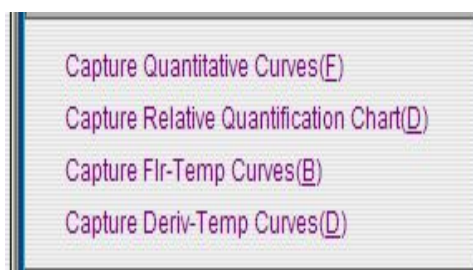 Capture Quantitative Curves(F)
Capture Relative Quantification Chart(D)
Capture Flr-Temp Curves(B)
Capture Deriv-Temp Curves(D)